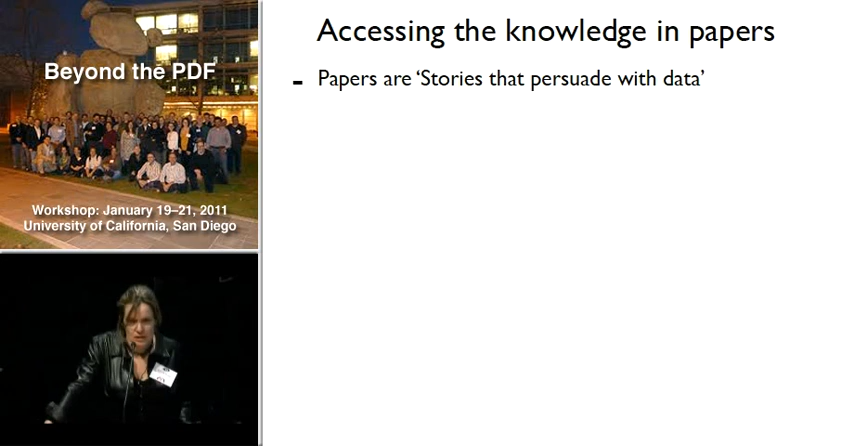 Beyond the PDF
Workshop: January 19–21, 2011
University of California, San Diego
Accessing the knowledge in papers
- Papers are ‘Stories that persuade with data’